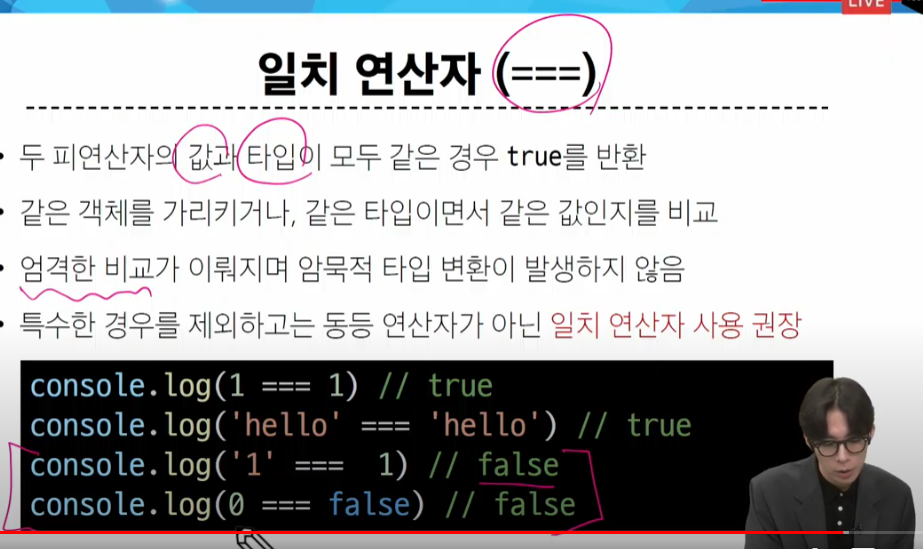 LIVE
일치 연산자 (===)
• 두 피연산자의 값과 타입이 모두 같은 경우 true를 반환
• 같은 객체를 가리키거나, 같은 타입이면서 같은 값인지를 비교
• 엄격한 비교가 이뤄지며 암묵적 타입 변환이 발생하지 않음
• 특수한 경우를 제외하고는 동등 연산자가 아닌 일치 연산자 사용 권장
console.log(1 === 1) // true
console.log('hello' === 'hello') // true
console.log('1' ===  1) // false
console.log(0 === false) // false